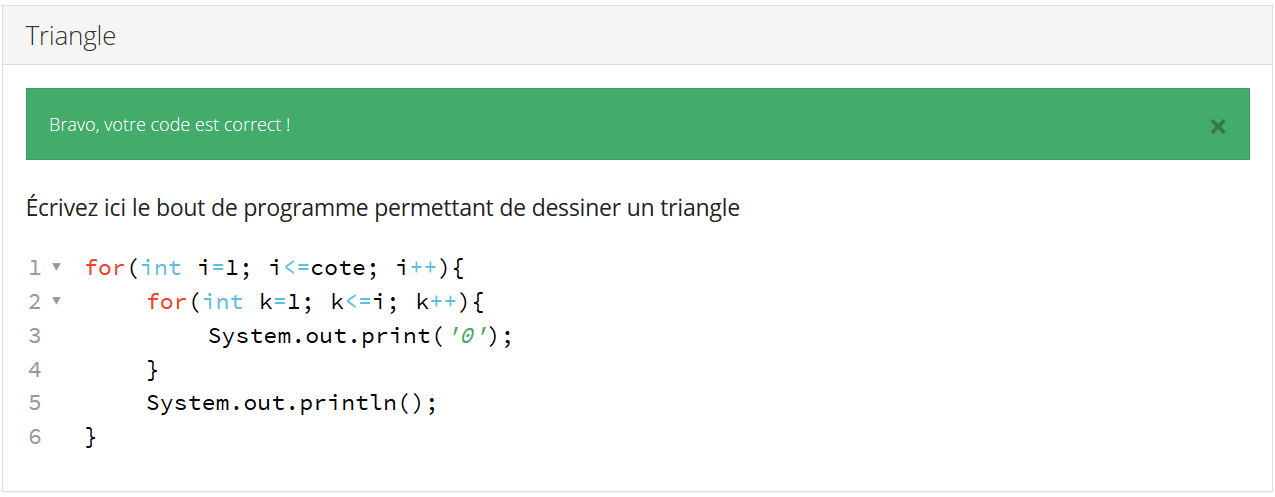 Triangle
Bravo, votre code est correct !
×
Écrivez ici le bout de programme permettant de dessiner un triangle
1 ▾ for(int i=1; i<=cote; i++){
2 ▾     for(int k=1; k<=i; k++){
3         System.out.print('0');
4     }
5     System.out.println();
6 }